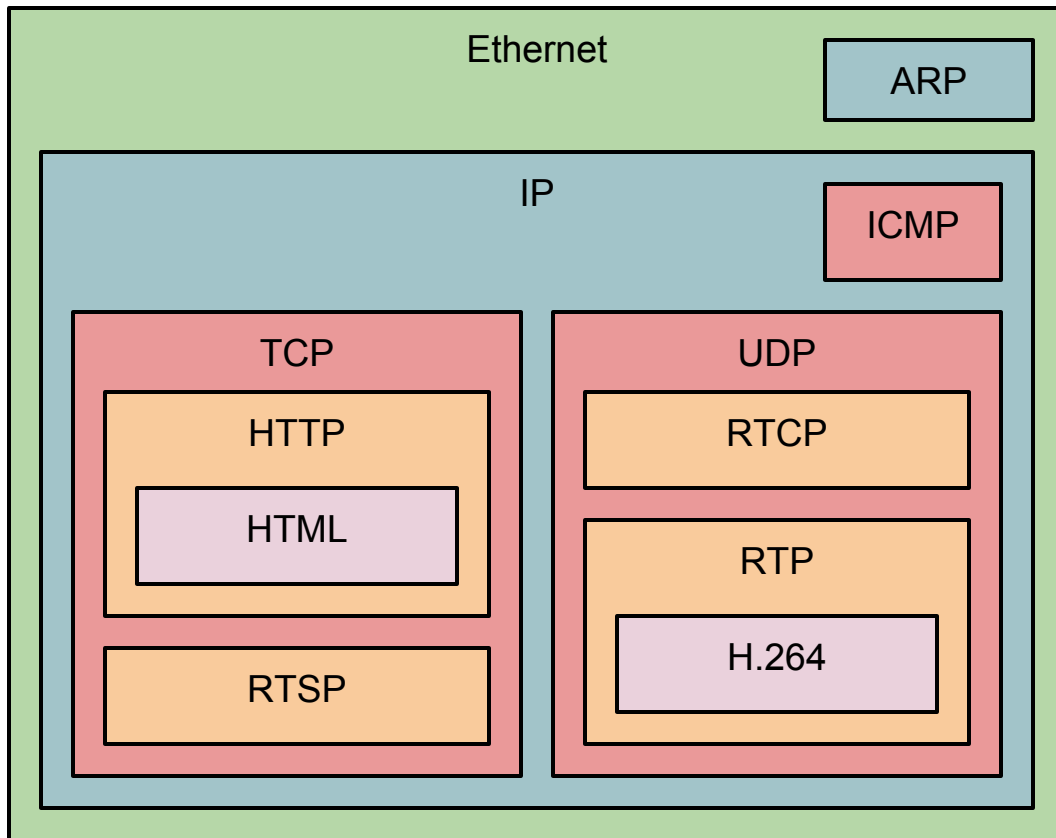 Ethernet
ARP
IP
ICMP
TCP
HTTP
HTML
RTSP
UDP
RTCP
RTP
H.264